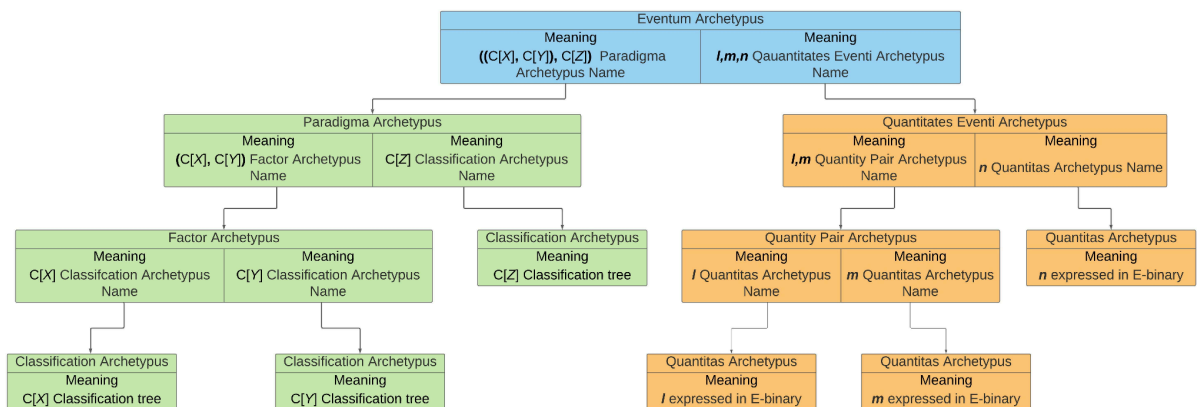 Eventum Archetypus
Meaning
((C[X], C[Y]), C[Z]) Paradigma
Archetypus Name
Meaning
l,m,n Qauantitates Eventi Archetypus
Name
Paradigma Archetypus
Meaning
(C[X], C[Y]) Factor Archetypus
Name
Meaning
C[Z] Classification Archetypus
Name
Quantitates Eventi Archetypus
Meaning
l,m Quantity Pair Archetypus
Name
Meaning
n Quantitas Archetypus Name
Factor Archetypus
Meaning
C[X] Classifcation Archetypus
Name
Meaning
C[Y] Classification Archetypus
Name
Classification Archetypus
Meaning
C[Z] Classification tree
Quantity Pair Archetypus
Meaning
l Quantitas Archetypus
Name
Meaning
m Quantitas Archetypus
Name
Quantitas Archetypus
Meaning
n expressed in E-binary
Classification Archetypus
Meaning
C[X] Classification tree
Classification Archetypus
Meaning
C[Y] Classification tree
Quantitas Archetypus
Meaning
l expressed in E-binary
Quantitas Archetypus
Meaning
m expressed in E-binary